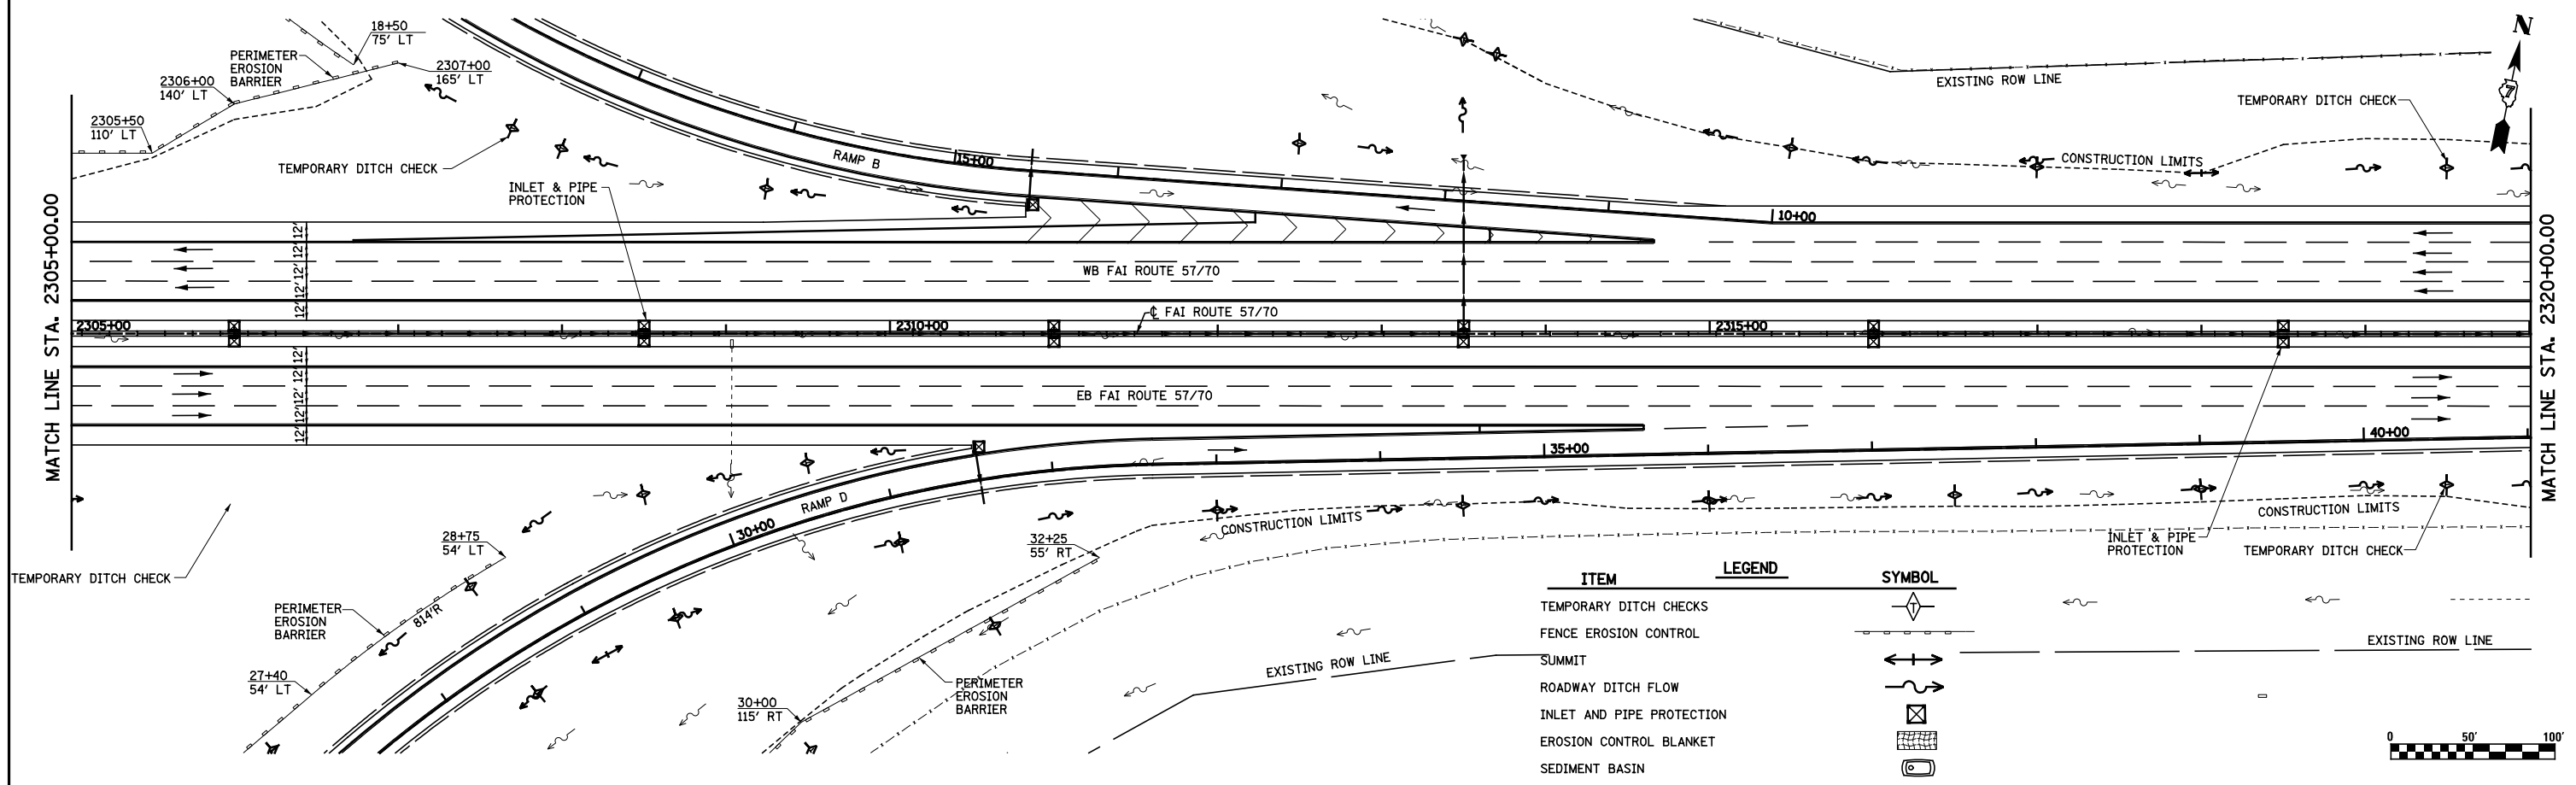 18+50
75' LT
PERIMETER
EROSION
BARRIER
2307+00
165' LT
2306+00
140' LT
2305+50
110' LT
TEMPORARY DITCH CHECK
INLET & PIPE
PROTECTION
RAMP B
15+00
EXISTING ROW LINE
TEMPORARY DITCH CHECK
CONSTRUCTION LIMITS
10+00
N
7
MATCH LINE STA. 2305+00.00
MATCH LINE STA. 2320+00.00
12' 12' 12' 12' 12'
WB FAI ROUTE 57/70
℄ FAI ROUTE 57/70
2305+00
2310+00
2315+00
12' 12' 12' 12' 12'
EB FAI ROUTE 57/70
35+00
40+00
RAMP D
30+00
CONSTRUCTION LIMITS
CONSTRUCTION LIMITS
INLET & PIPE
PROTECTION
TEMPORARY DITCH CHECK
28+75
54' LT
32+25
55' RT
TEMPORARY DITCH CHECK
PERIMETER
EROSION
BARRIER
814'R
27+40
54' LT
30+00
115' RT
PERIMETER
EROSION
BARRIER
EXISTING ROW LINE
EXISTING ROW LINE
LEGEND
ITEM SYMBOL
TEMPORARY DITCH CHECKS T
FENCE EROSION CONTROL
SUMMIT
ROADWAY DITCH FLOW
INLET AND PIPE PROTECTION
EROSION CONTROL BLANKET
SEDIMENT BASIN
0 50' 100'